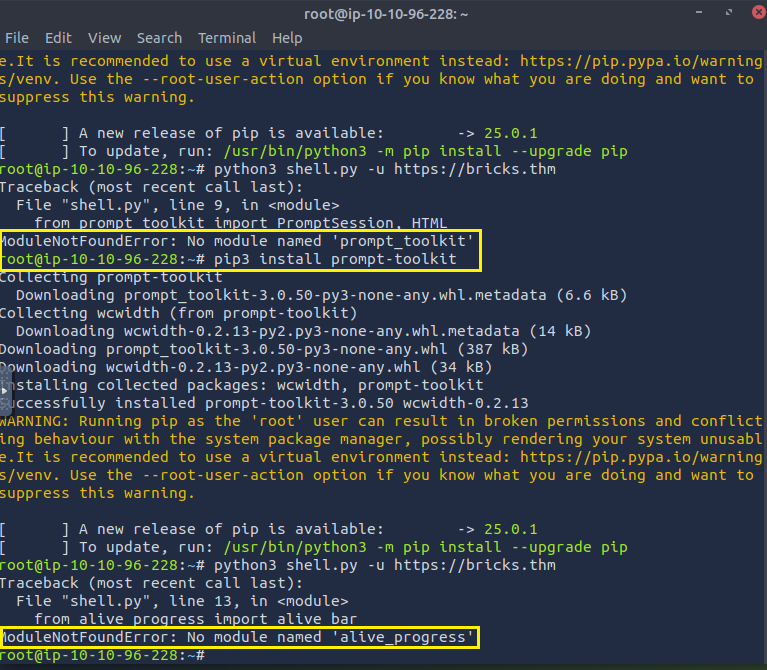 root@ip-10-10-96-228: ~
File Edit View Search Terminal Help
e.It is recommended to use a virtual environment instead: https://pip.pypa.io/warning
s/venv. Use the --root-user-action option if you know what you are doing and want to
suppress this warning.
[ ] A new release of pip is available: -> 25.0.1
[ ] To update, run: /usr/bin/python3 -m pip install --upgrade pip
root@ip-10-10-96-228:~# python3 shell.py -u https://bricks.thm
Traceback (most recent call last):
File "shell.py", line 9, in <module>
from prompt_toolkit import PromptSession, HTML
ModuleNotFoundError: No module named 'prompt_toolkit'
root@ip-10-10-96-228:~# pip3 install prompt-toolkit
Collecting prompt-toolkit
Downloading prompt_toolkit-3.0.50-py3-none-any.whl.metadata (6.6 kB)
Collecting wcwidth (from prompt-toolkit)
Downloading wcwidth-0.2.13-py2.py3-none-any.whl.metadata (14 kB)
Downloading prompt_toolkit-3.0.50-py3-none-any.whl (387 kB)
Downloading wcwidth-0.2.13-py2.py3-none-any.whl (34 kB)
Installing collected packages: wcwidth, prompt-toolkit
Successfully installed prompt-toolkit-3.0.50 wcwidth-0.2.13
WARNING: Running pip as the 'root' user can result in broken permissions and conflict
ing behaviour with the system package manager, possibly rendering your system unusabl
e.It is recommended to use a virtual environment instead: https://pip.pypa.io/warning
s/venv. Use the --root-user-action option if you know what you are doing and want to
suppress this warning.
[ ] A new release of pip is available: -> 25.0.1
[ ] To update, run: /usr/bin/python3 -m pip install --upgrade pip
root@ip-10-10-96-228:~# python3 shell.py -u https://bricks.thm
Traceback (most recent call last):
File "shell.py", line 13, in <module>
from alive_progress import alive_bar
ModuleNotFoundError: No module named 'alive_progress'
root@ip-10-10-96-228:~#